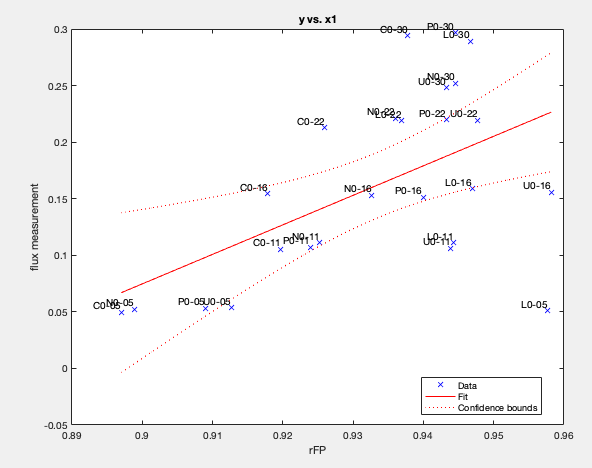 y vs. x1
flux measurement
0.3
0.25
0.2
0.15
0.1
0.05
0
-0.05
C0-30
P0-30
L0-30
N0-30
U0-30
C0-22
N0-22
L0-22
P0-22
U0-22
C0-16
N0-16
P0-16
L0-16
U0-16
C0-11
P0-11
N0-11
L0-11
U0-11
C0-05
N0-05
P0-05
U0-05
L0-05
Data
Fit
Confidence bounds
0.89
0.9
0.91
0.92
0.93
0.94
0.95
0.96
rFP